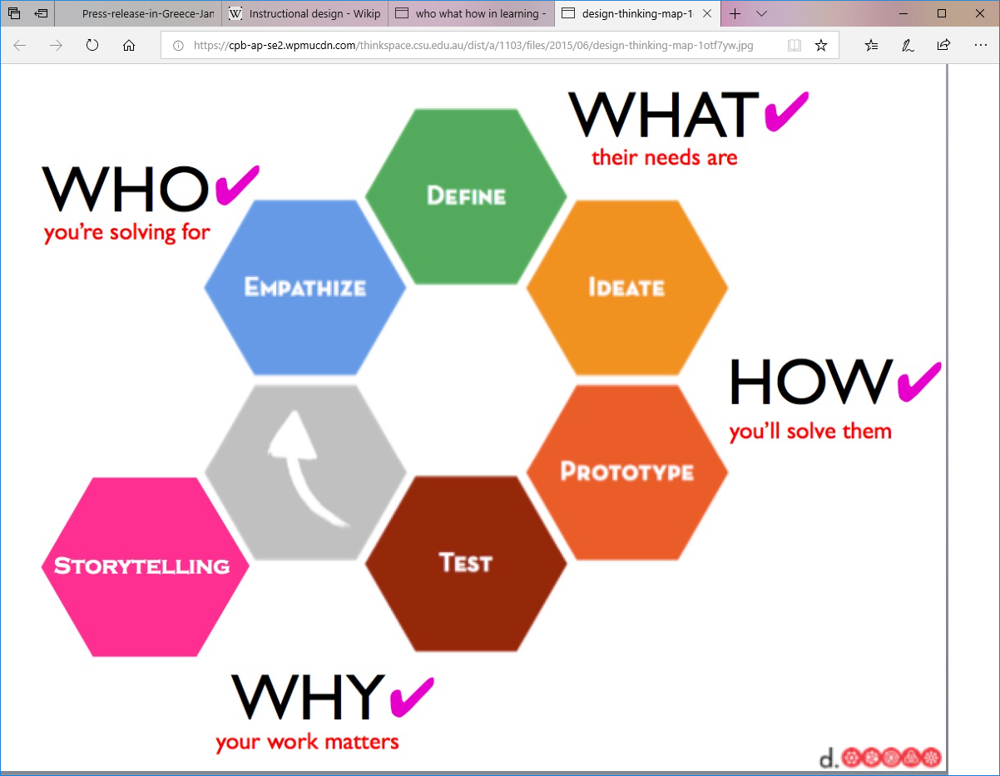 Press-release-in-Greece-Jan
Instructional design - Wikip
who what how in learning -
design-thinking-map-1
https://cpb-ap-se2.wpmucdn.com/thinkspace.csu.edu.au/dist/a/1103/files/2015/06/design-thinking-map-1otf7yw.jpg
WHAT
their needs are
WHO
you're solving for
DEFINE
EMPATHIZE
IDEATE
HOW
you'll solve them
PROTOTYPE
TEST
STORYTELLING
WHY
your work matters
d.